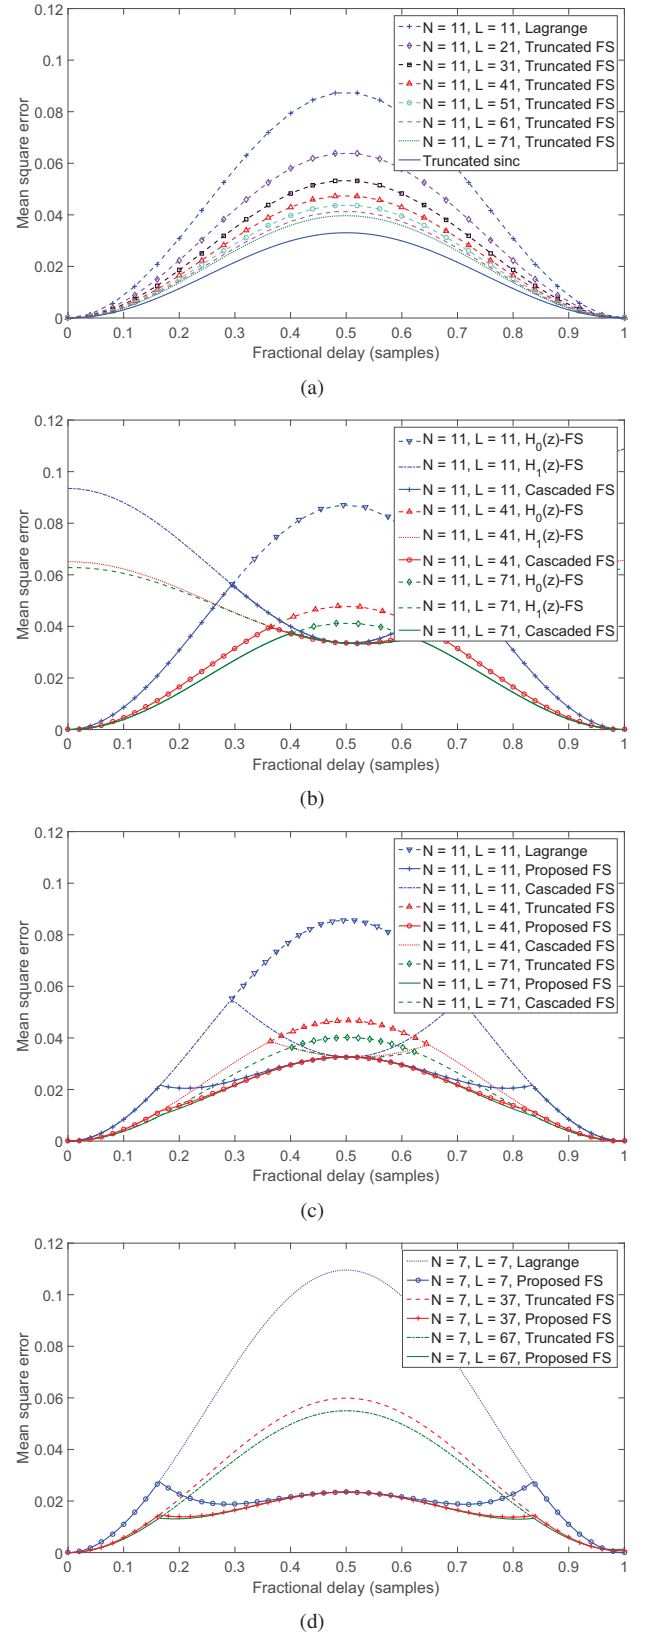 0.12
0.1
0.08
0.06
0.04
0.02
0
Mean square error
N = 11, L = 11, Lagrange
N = 11, L = 21, Truncated FS
N = 11, L = 31, Truncated FS
N = 11, L = 41, Truncated FS
N = 11, L = 51, Truncated FS
N = 11, L = 61, Truncated FS
N = 11, L = 71, Truncated FS
Truncated sinc
0 0.1 0.2 0.3 0.4 0.5 0.6 0.7 0.8 0.9 1
Fractional delay (samples)
(a)
0.12
0.1
0.08
0.06
0.04
0.02
0
Mean square error
N = 11, L = 11, H0(z)-FS
N = 11, L = 11, H1(z)-FS
N = 11, L = 11, Cascaded FS
N = 11, L = 41, H0(z)-FS
N = 11, L = 41, H1(z)-FS
N = 11, L = 41, Cascaded FS
N = 11, L = 71, H0(z)-FS
N = 11, L = 71, H1(z)-FS
N = 11, L = 71, Cascaded FS
0 0.1 0.2 0.3 0.4 0.5 0.6 0.7 0.8 0.9 1
Fractional delay (samples)
(b)
0.12
0.1
0.08
0.06
0.04
0.02
0
Mean square error
N = 11, L = 11, Lagrange
N = 11, L = 11, Proposed FS
N = 11, L = 11, Cascaded FS
N = 11, L = 41, Truncated FS
N = 11, L = 41, Proposed FS
N = 11, L = 41, Cascaded FS
N = 11, L = 71, Truncated FS
N = 11, L = 71, Proposed FS
N = 11, L = 71, Cascaded FS
0 0.1 0.2 0.3 0.4 0.5 0.6 0.7 0.8 0.9 1
Fractional delay (samples)
(c)
0.12
0.1
0.08
0.06
0.04
0.02
0
Mean square error
N = 7, L = 7, Lagrange
N = 7, L = 7, Proposed FS
N = 7, L = 37, Truncated FS
N = 7, L = 37, Proposed FS
N = 7, L = 67, Truncated FS
N = 7, L = 67, Proposed FS
0 0.1 0.2 0.3 0.4 0.5 0.6 0.7 0.8 0.9 1
Fractional delay (samples)
(d)